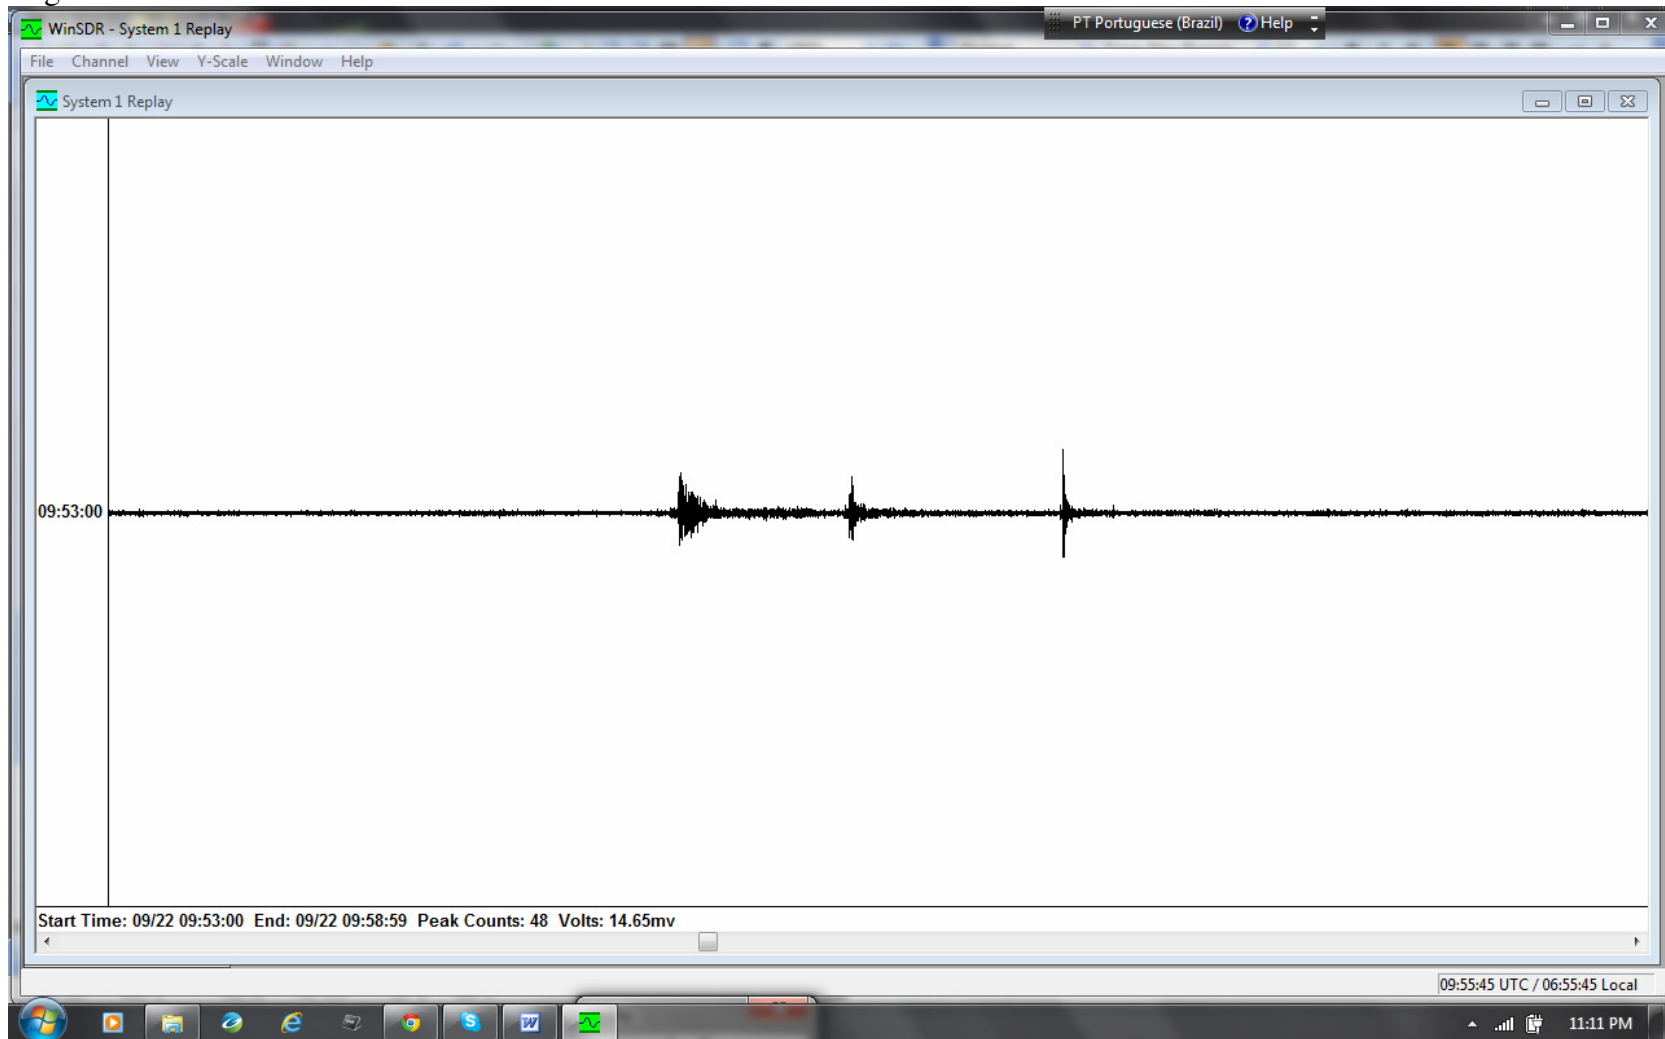 WinSDR - System 1 Replay
PT Portuguese (Brazil) Help
File Channel View Y-Scale Window Help
System 1 Replay
09:53:00
Start Time: 09/22 09:53:00 End: 09/22 09:58:59 Peak Counts: 48 Volts: 14.65mv
09:55:45 UTC / 06:55:45 Local
11:11 PM